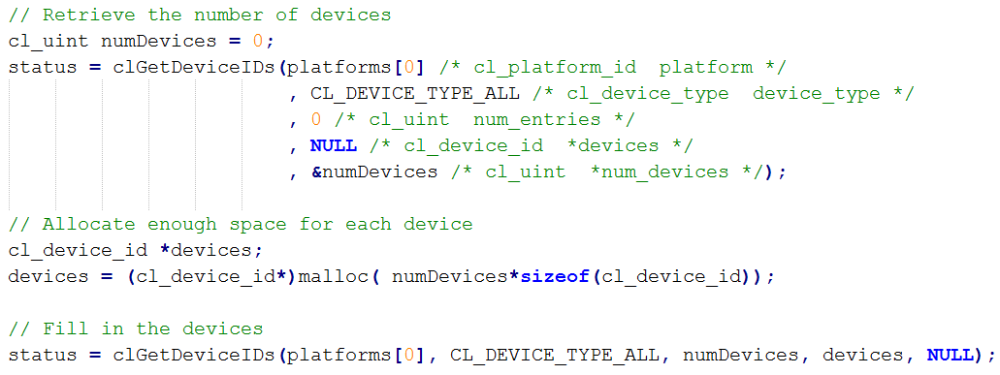 // Retrieve the number of devices
cl_uint numDevices = 0;
status = clGetDeviceIDs(platforms[0] /* cl_platform_id  platform */
, CL_DEVICE_TYPE_ALL /* cl_device_type  device_type */
, 0 /* cl_uint  num_entries */
, NULL /* cl_device_id  *devices */
, &numDevices /* cl_uint  *num_devices */);
// Allocate enough space for each device
cl_device_id *devices;
devices = (cl_device_id*)malloc( numDevices*sizeof(cl_device_id));
// Fill in the devices
status = clGetDeviceIDs(platforms[0], CL_DEVICE_TYPE_ALL, numDevices, devices, NULL);